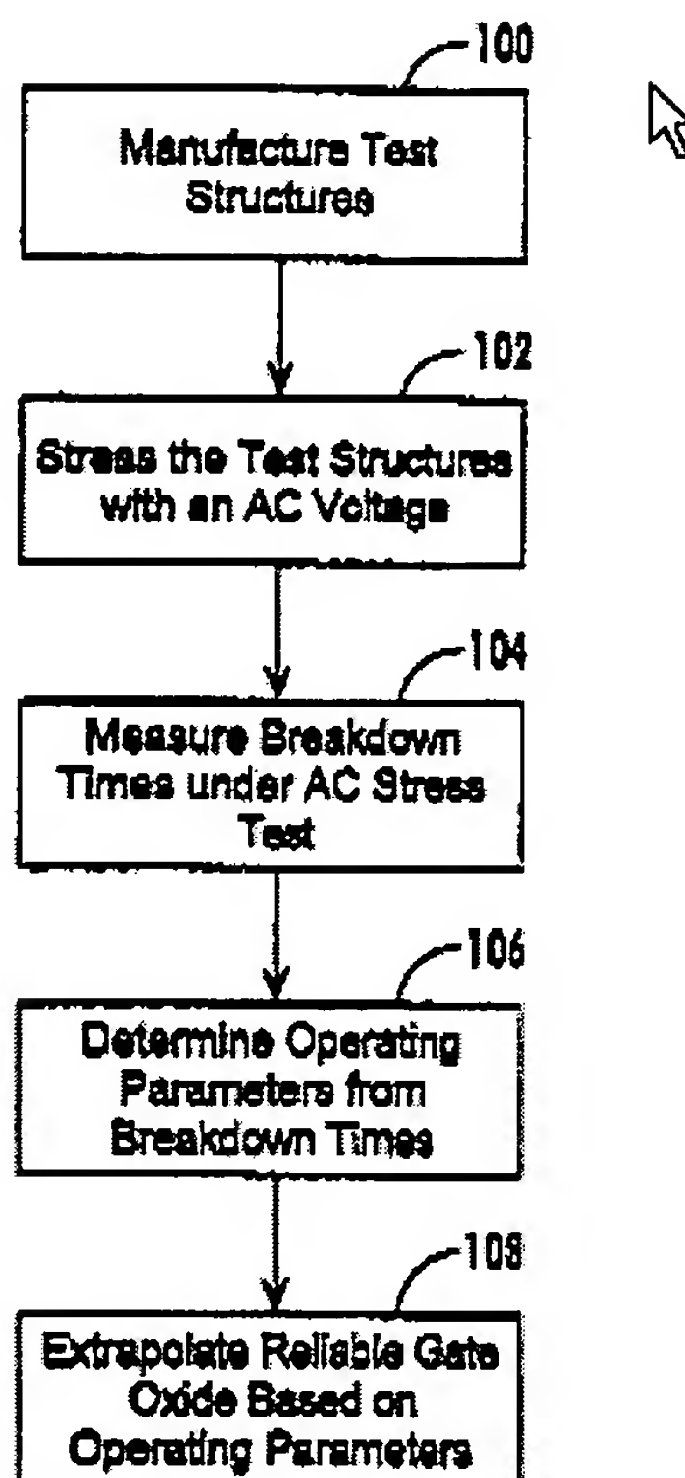 100
Manufacture Test
Structures
102
Stress the Test Structures
with an AC Voltage
104
Measure Breakdown
Times under AC Stress
Test
106
Determine Operating
Parameters from
Breakdown Times
108
Extrapolate Reliable Gate
Oxide Based on
Operating Parameters